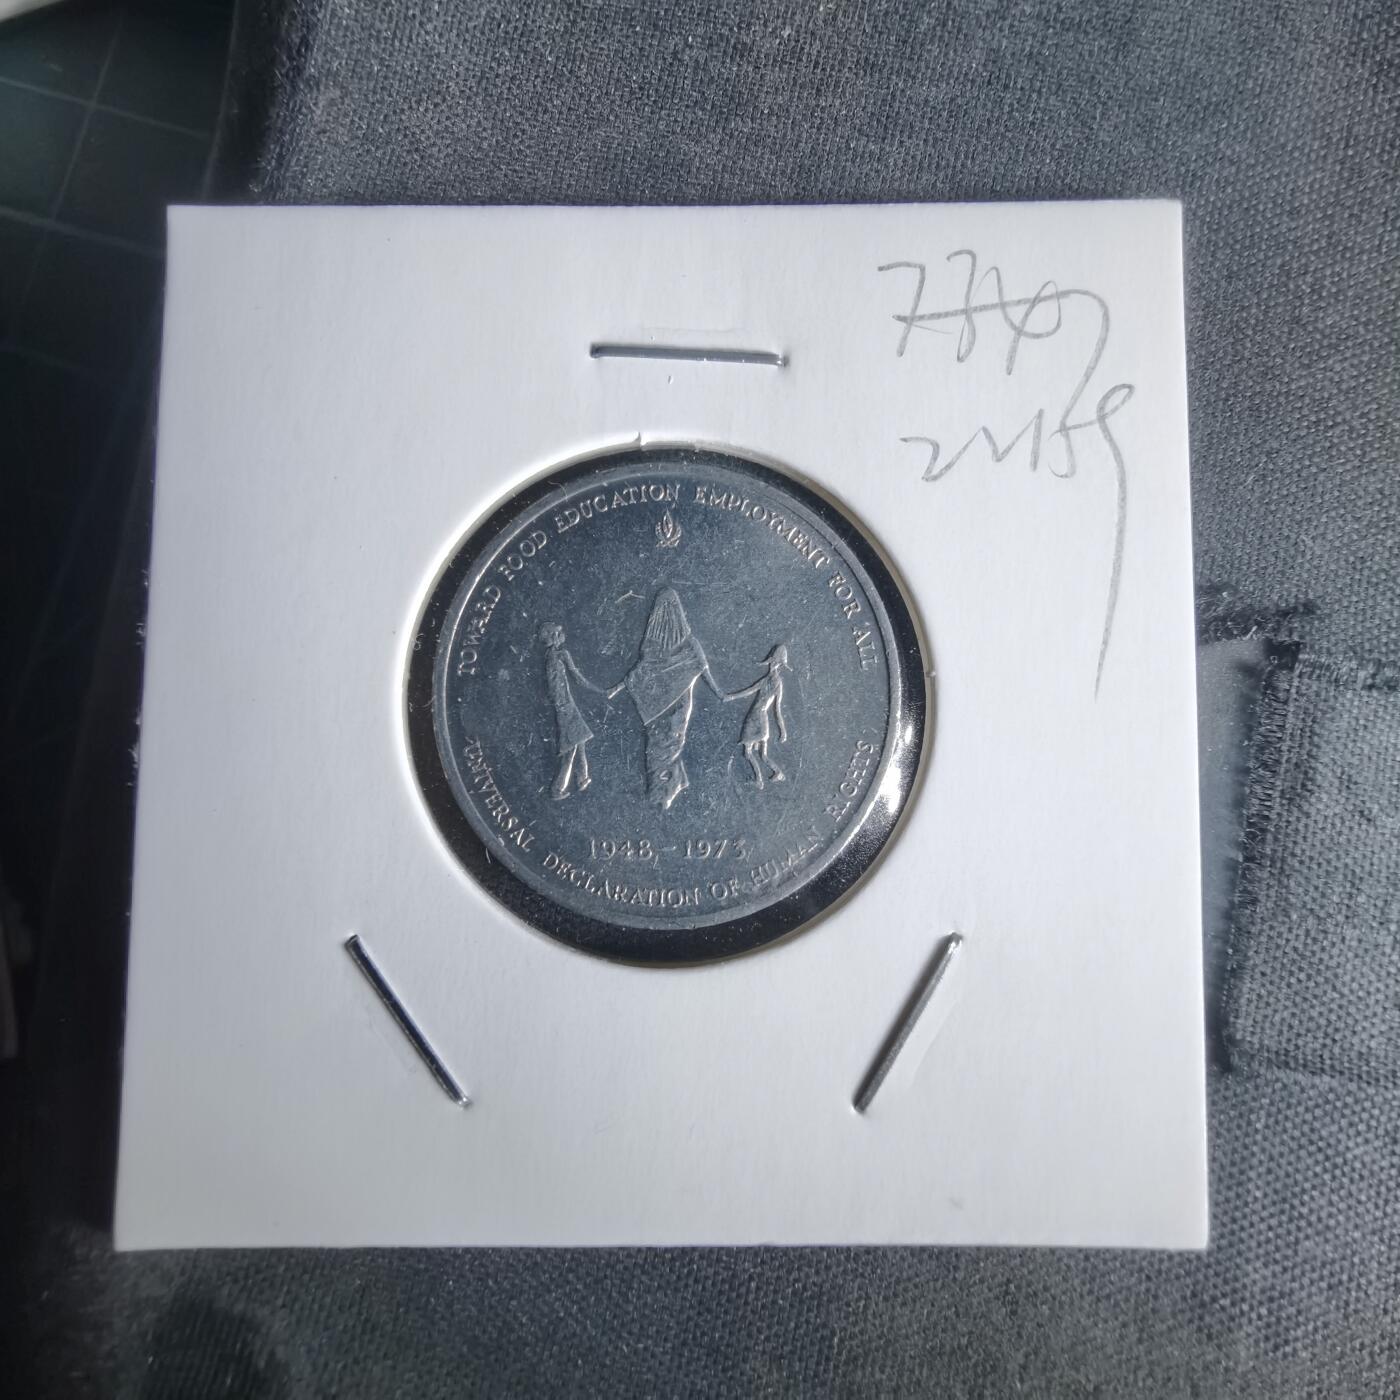 TOWARD FOOD EDUCATION EMPLOYMENT FOR ALL
1948 - 1973
UNIVERSAL DECLARATION OF HUMAN RIGHTS